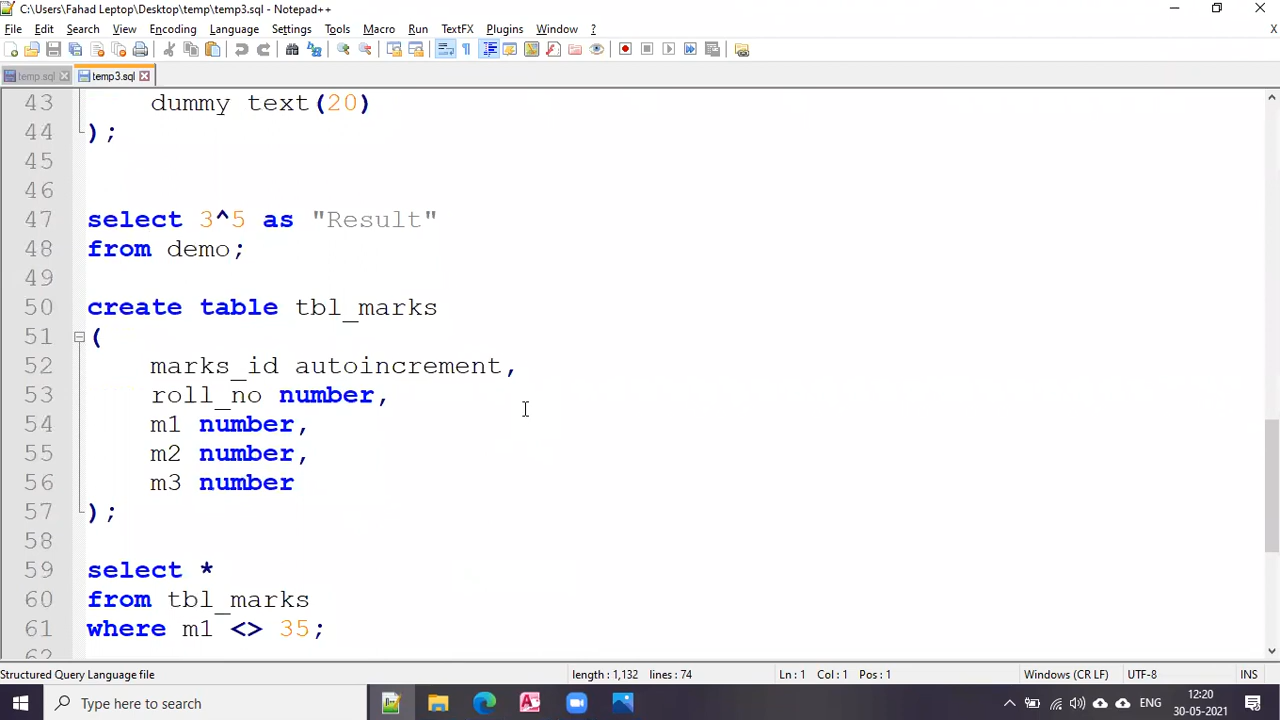 C:\Users\Fahad Leptop\Desktop\temp\temp3.sql - Notepad++
File Edit Search View Encoding Language Settings Tools Macro Run TextFX Plugins Window ? X
temp.sql temp3.sql
43 dummy text(20)
44 );
45
46
47 select 3^5 as "Result"
48 from demo;
49
50 create table tbl_marks
51 (
52 marks_id autoincrement,
53 roll_no number,
54 m1 number,
55 m2 number,
56 m3 number
57 );
58
59 select *
60 from tbl_marks
61 where m1 <> 35;
62
Structured Query Language file length : 1,132 lines : 74 Ln : 1 Col : 1 Pos : 1 Windows (CR LF) UTF-8 INS
Type here to search ENG 12:20
30-05-2021